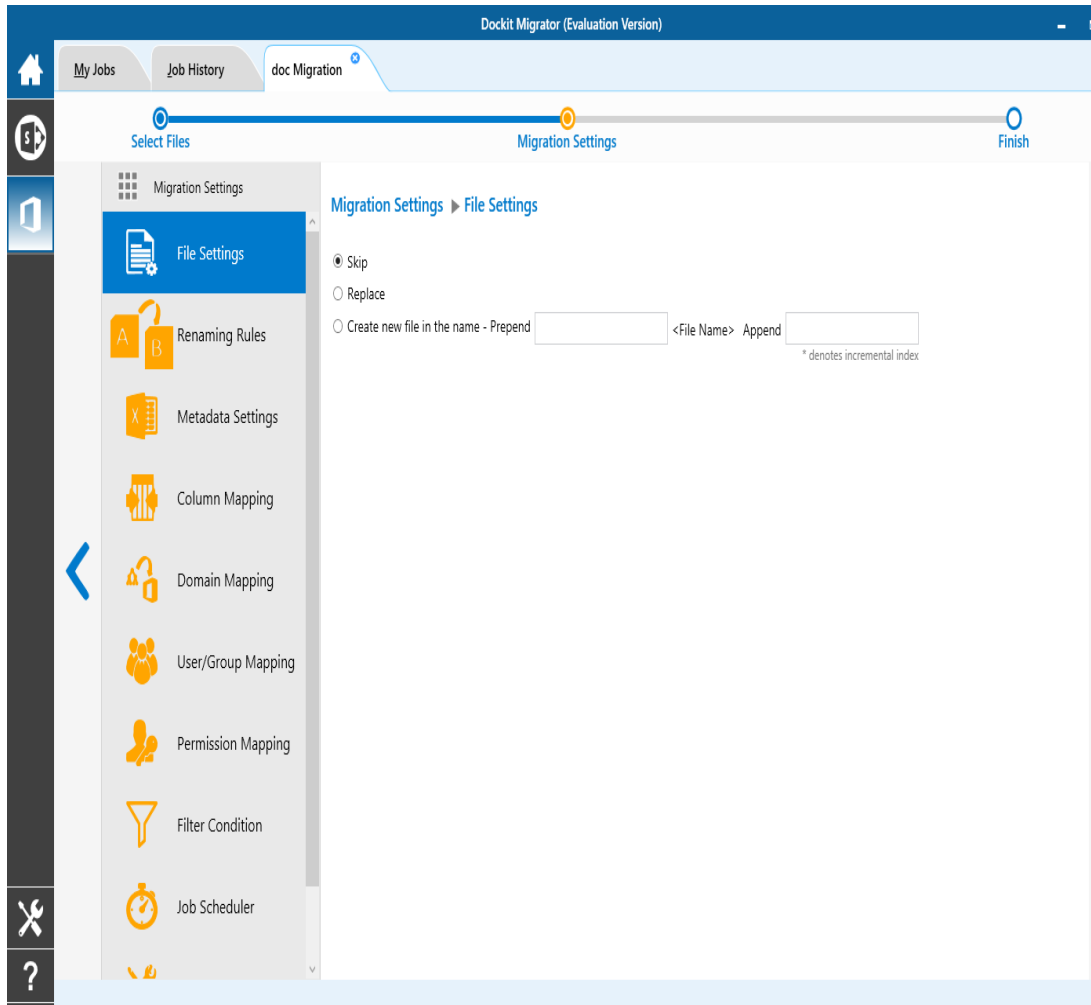 Dockit Migrator (Evaluation Version)
My Jobs
Job History
doc Migration
Select Files
Migration Settings
Finish
Migration Settings
File Settings
Renaming Rules
A
B
Metadata Settings
X
Column Mapping
Domain Mapping
User/Group Mapping
Permission Mapping
Filter Condition
Job Scheduler
Migration Settings ▶ File Settings
Skip
Replace
Create new file in the name - Prepend <File Name> Append
* denotes incremental index
S
?